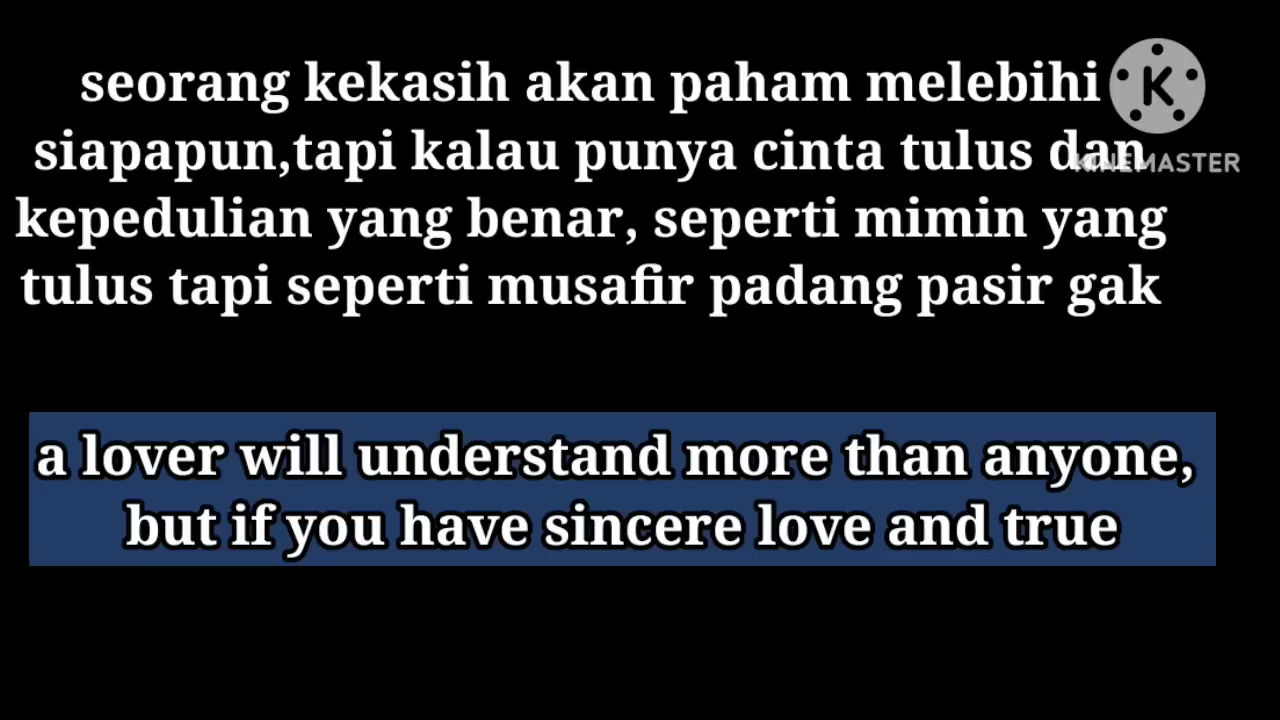 seorang kekasih akan paham melebihi
siapapun,tapi kalau punya cinta tulus dan
kepedulian yang benar, seperti mimin yang
tulus tapi seperti musafir padang pasir gak
K
KINEMASTER
a lover will understand more than anyone,
but if you have sincere love and true